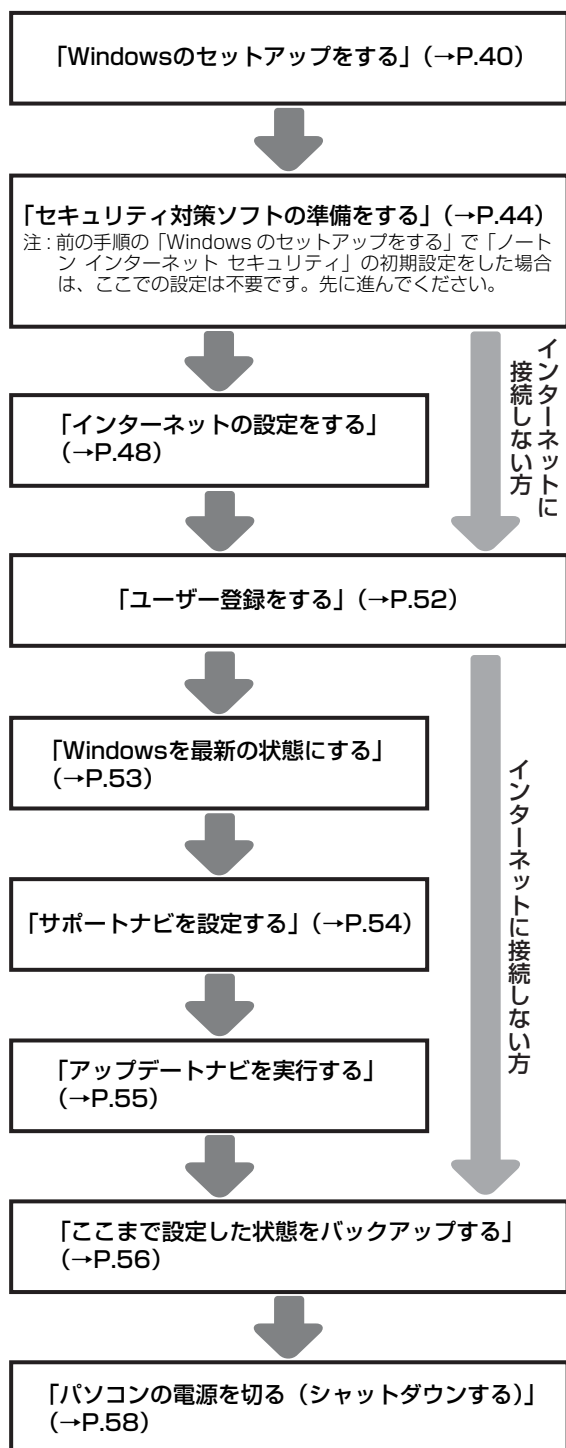 「Windowsのセットアップをする」（→P.40）
「セキュリティ対策ソフトの準備をする」（→P.44）
注：前の手順の「Windows のセットアップをする」で「ノート
ン インターネット セキュリティ」の初期設定をした場合
は、ここでの設定は不要です。先に進んでください。
インターネットに
接続しない方
「インターネットの設定をする」
（→P.48）
「ユーザー登録をする」（→P.52）
「Windowsを最新の状態にする」
（→P.53）
インターネットに接続しない方
「サポートナビを設定する」（→P.54）
「アップデートナビを実行する」
（→P.55）
「ここまで設定した状態をバックアップする」
（→P.56）
「パソコンの電源を切る（シャットダウンする）」
（→P.58）